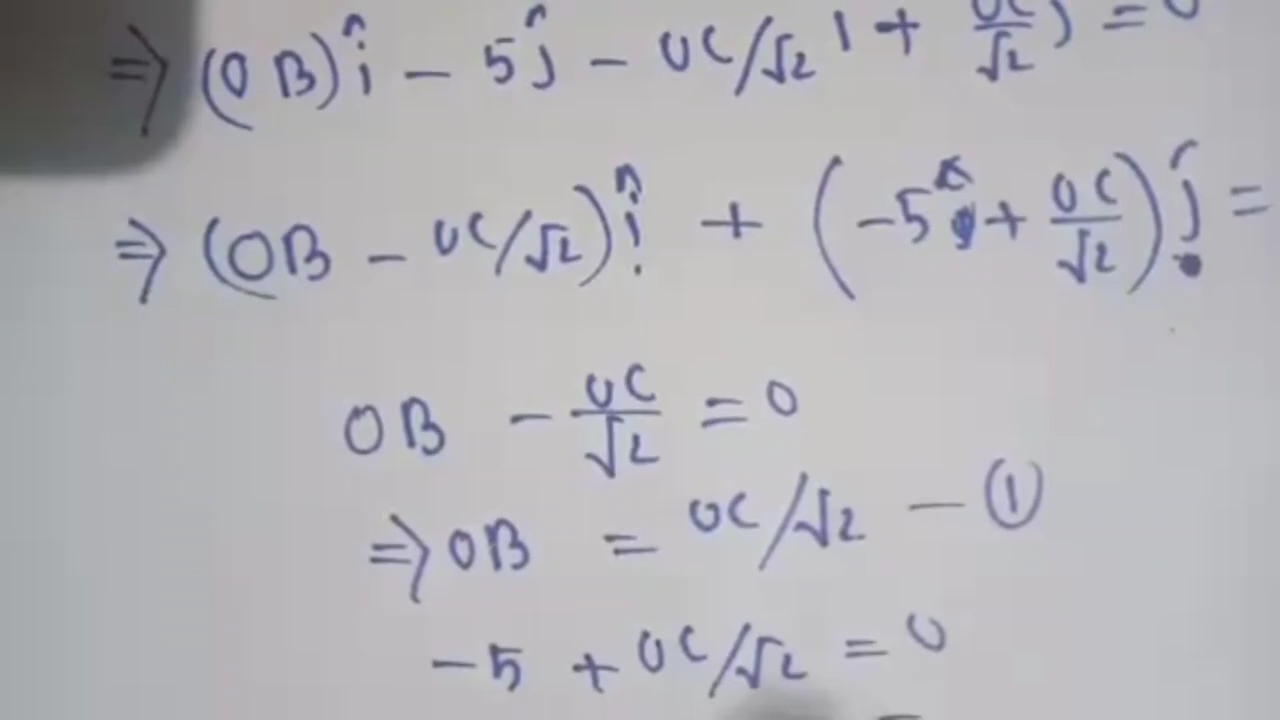 ⇒ (OB)î - 5ĵ - OC/√2 î + OC/√2 ĵ = 0
⇒ (OB - OC/√2)î + (-5 + OC/√2)ĵ =
OB - OC/√2 = 0
⇒ OB = OC/√2 — ①
-5 + OC/√2 = 0